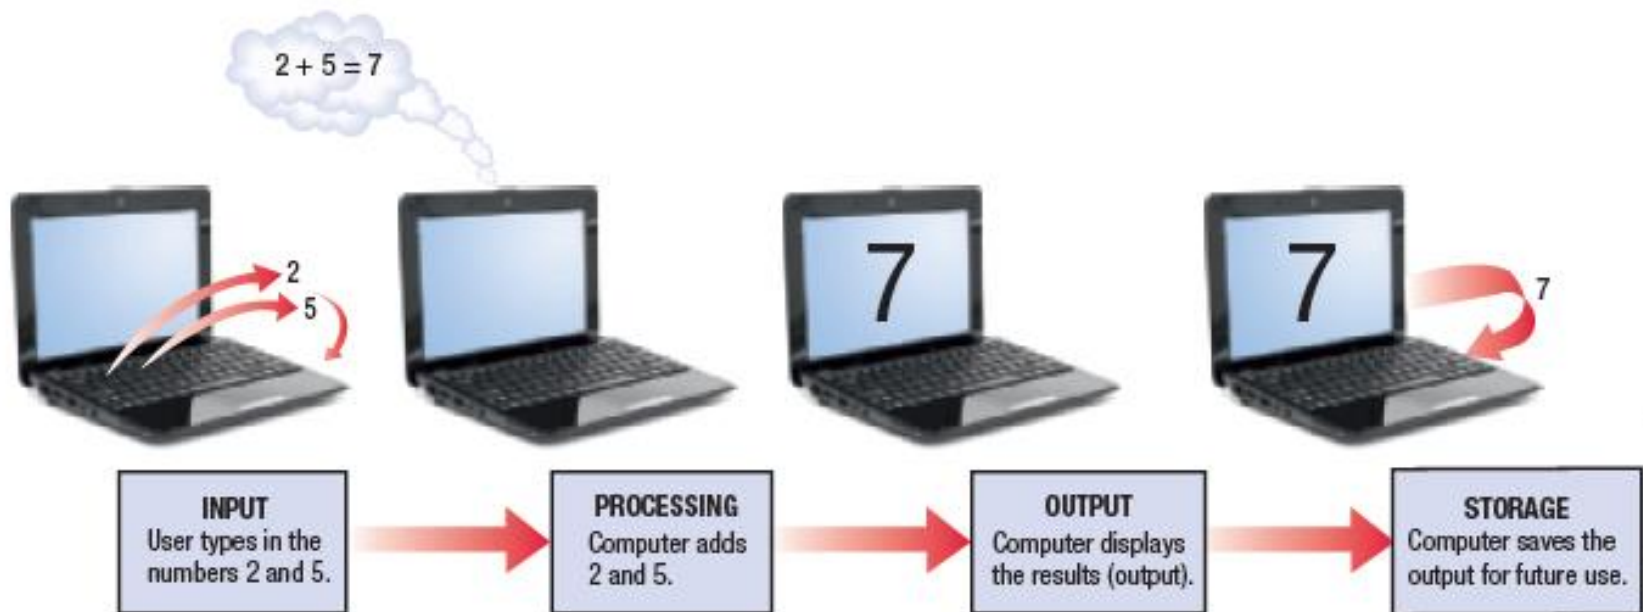 2 + 5 = 7
2
5
7
7
7
INPUT
User types in the
numbers 2 and 5.
PROCESSING
Computer adds
2 and 5.
OUTPUT
Computer displays
the results (output).
STORAGE
Computer saves the
output for future use.